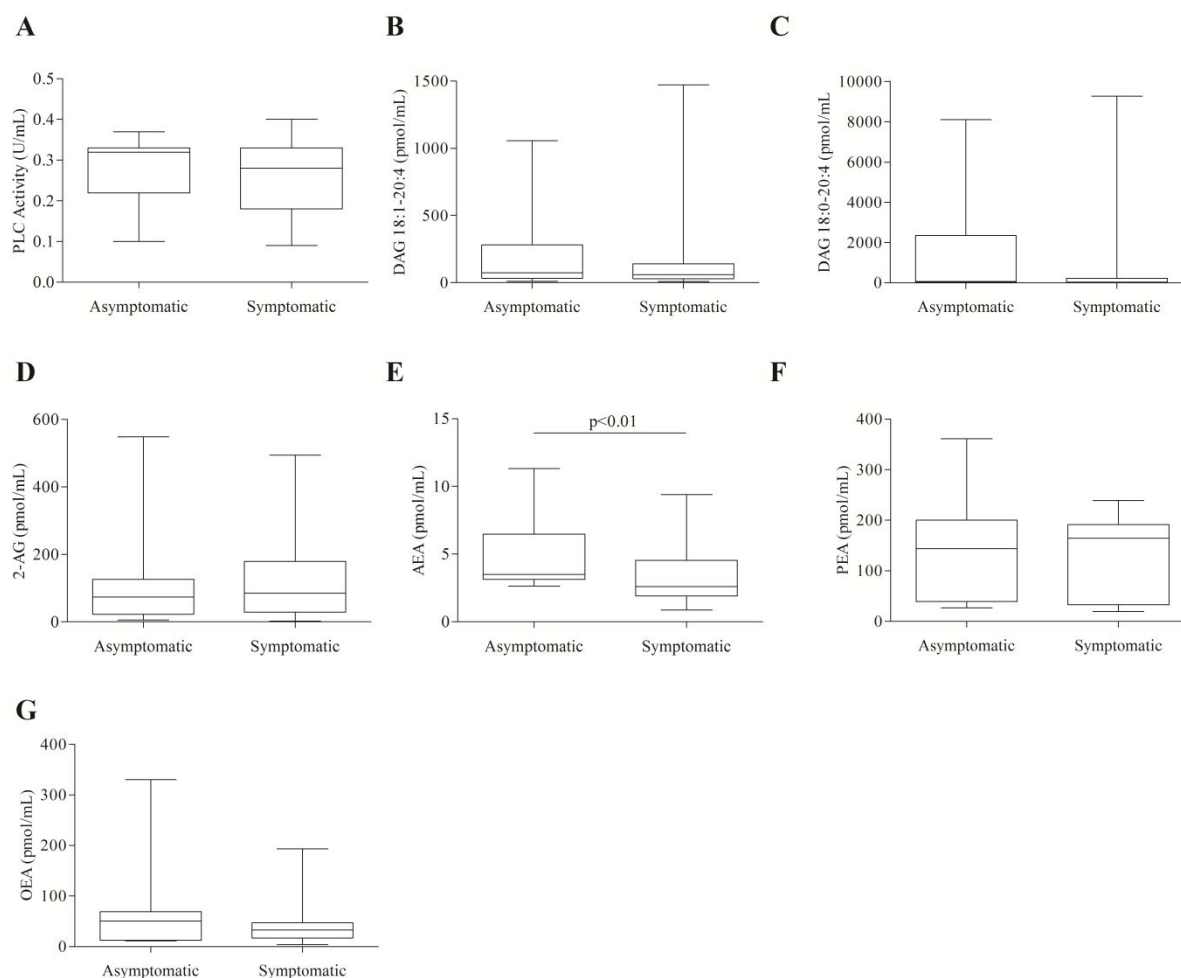 A
PLC Activity (U/mL)
0.5
0.4
0.3
0.2
0.1
0.0
Asymptomatic Symptomatic
B
DAG 18:1-20:4 (pmol/mL)
1500
1000
500
0
Asymptomatic Symptomatic
C
DAG 18:0-20:4 (pmol/mL
10000
8000
6000
4000
2000
0
Asymptomatic Symptomatic
D
2-AG (pmol/mL)
600
400
200
0
Asymptomatic Symptomatic
E
AEA (pmol/mL)
15
10
5
0
p<0.01
Asymptomatic Symptomatic
F
PEA (pmol/mL)
400
300
200
100
0
Asymptomatic Symptomatic
G
OEA (pmol/mL)
400
300
200
100
0
Asymptomatic Symptomatic